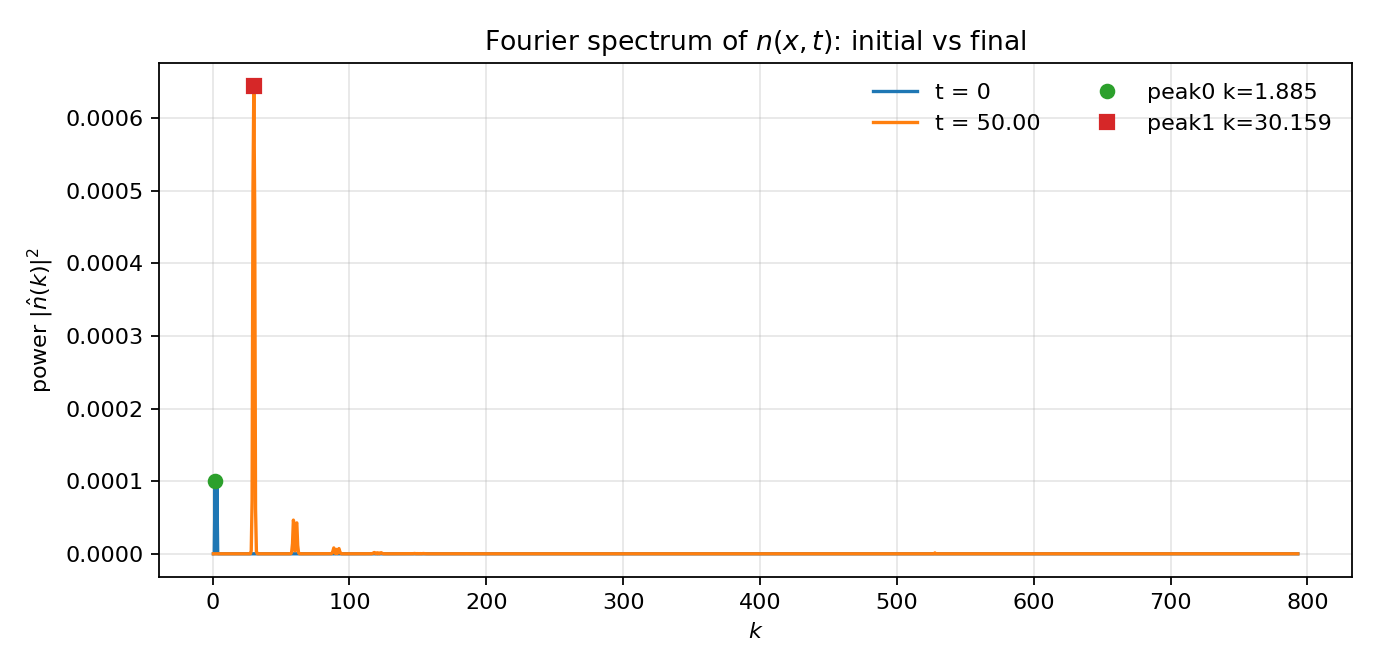 Fourier spectrum of n(x, t): initial vs final
t = 0
t = 50.00
peak0 k=1.885
peak1 k=30.159
power |n̂(k)|²
0.0006
0.0005
0.0004
0.0003
0.0002
0.0001
0.0000
0 100 200 300 400 500 600 700 800
k